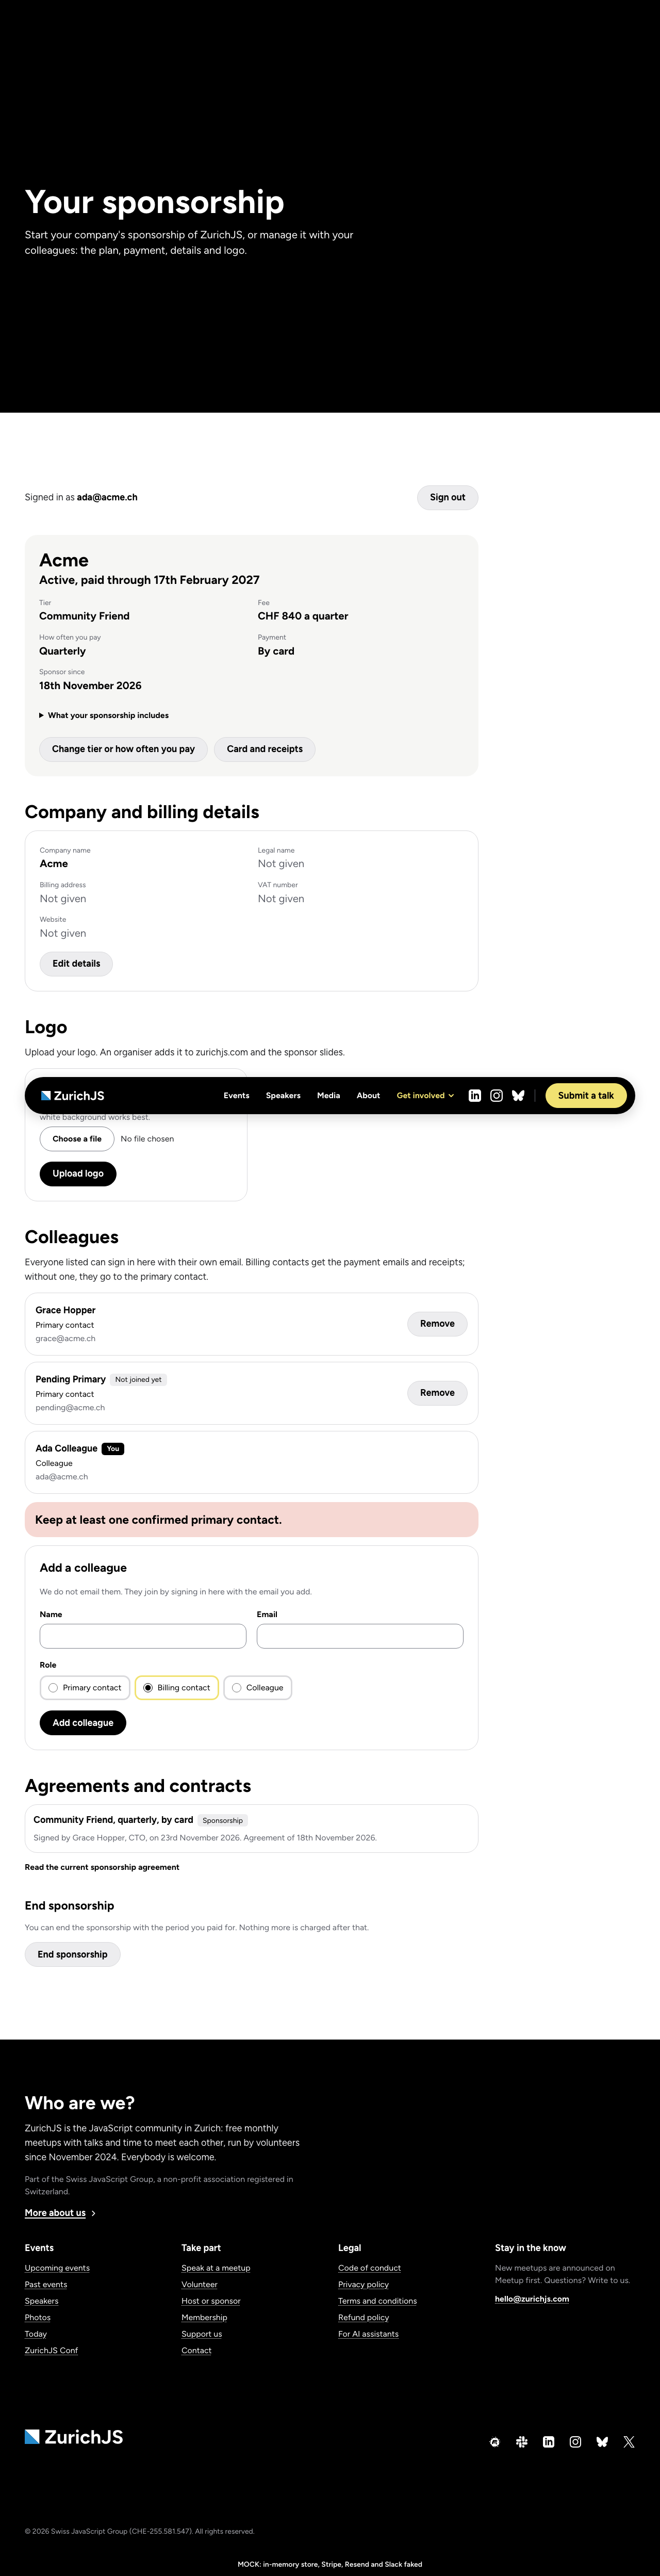 Your sponsorship
Start your company's sponsorship of ZurichJS, or manage it with your
colleagues: the plan, payment, details and logo.
Signed in as ada@acme.ch
Sign out
Acme
Active, paid through 17th February 2027
Tier
Community Friend
Fee
CHF 840 a quarter
How often you pay
Quarterly
Payment
By card
Sponsor since
18th November 2026
What your sponsorship includes
Change tier or how often you pay
Card and receipts
Company and billing details
Company name
Acme
Legal name
Not given
Billing address
Not given
VAT number
Not given
Website
Not given
Edit details
Logo
Upload your logo. An organiser adds it to zurichjs.com and the sponsor slides.
ZurichJS
Events
Speakers
Media
About
Get involved
Submit a talk
white background works best.
Choose a file
No file chosen
Upload logo
Colleagues
Everyone listed can sign in here with their own email. Billing contacts get the payment emails and receipts;
without one, they go to the primary contact.
Grace Hopper
Primary contact
grace@acme.ch
Remove
Pending Primary Not joined yet
Primary contact
pending@acme.ch
Remove
Ada Colleague You
Colleague
ada@acme.ch
Keep at least one confirmed primary contact.
Add a colleague
We do not email them. They join by signing in here with the email you add.
Name
Email
Role
Primary contact
Billing contact
Colleague
Add colleague
Agreements and contracts
Community Friend, quarterly, by card Sponsorship
Signed by Grace Hopper, CTO, on 23rd November 2026. Agreement of 18th November 2026.
Read the current sponsorship agreement
End sponsorship
You can end the sponsorship with the period you paid for. Nothing more is charged after that.
End sponsorship
Who are we?
ZurichJS is the JavaScript community in Zurich: free monthly
meetups with talks and time to meet each other, run by volunteers
since November 2024. Everybody is welcome.
Part of the Swiss JavaScript Group, a non-profit association registered in
Switzerland.
More about us
Events
Upcoming events
Past events
Speakers
Photos
Today
ZurichJS Conf
Take part
Speak at a meetup
Volunteer
Host or sponsor
Membership
Support us
Contact
Legal
Code of conduct
Privacy policy
Terms and conditions
Refund policy
For AI assistants
Stay in the know
New meetups are announced on
Meetup first. Questions? Write to us.
hello@zurichjs.com
ZurichJS
© 2026 Swiss JavaScript Group (CHE-255.581.547). All rights reserved.
MOCK: in-memory store, Stripe, Resend and Slack faked